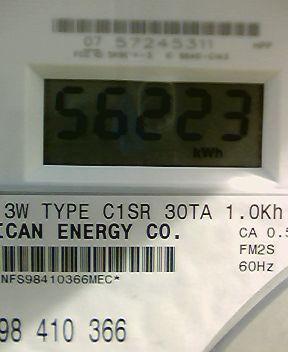 07 57245311
56223
kWh
3W TYPE C1SR 30TA 1.0Kh
ICAN ENERGY CO.
CA 0.5
FM2S
60Hz
NFS98410366MEC*
98 410 366